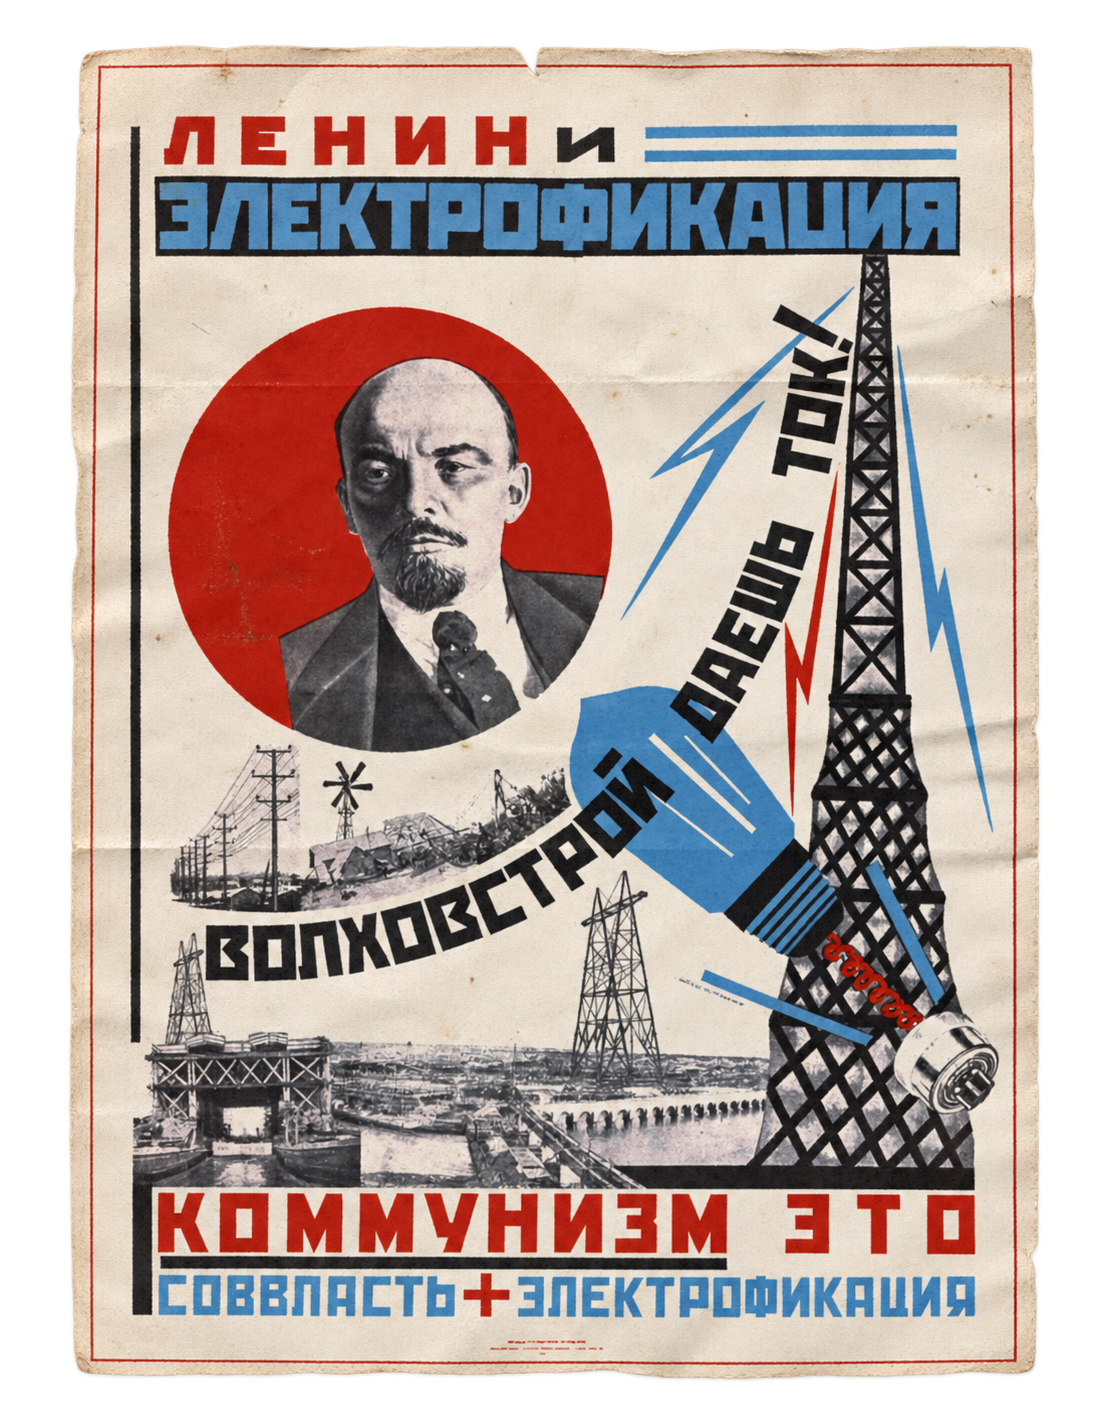 ЛЕНИН и
ЭЛЕКТРОФИКАЦИЯ
ВОЛХОВСТРОЙ ДАЕШЬ ТОК!
КОММУНИЗМ ЭТО
СОВВЛАСТЬ+ЭЛЕКТРОФИКАЦИЯ